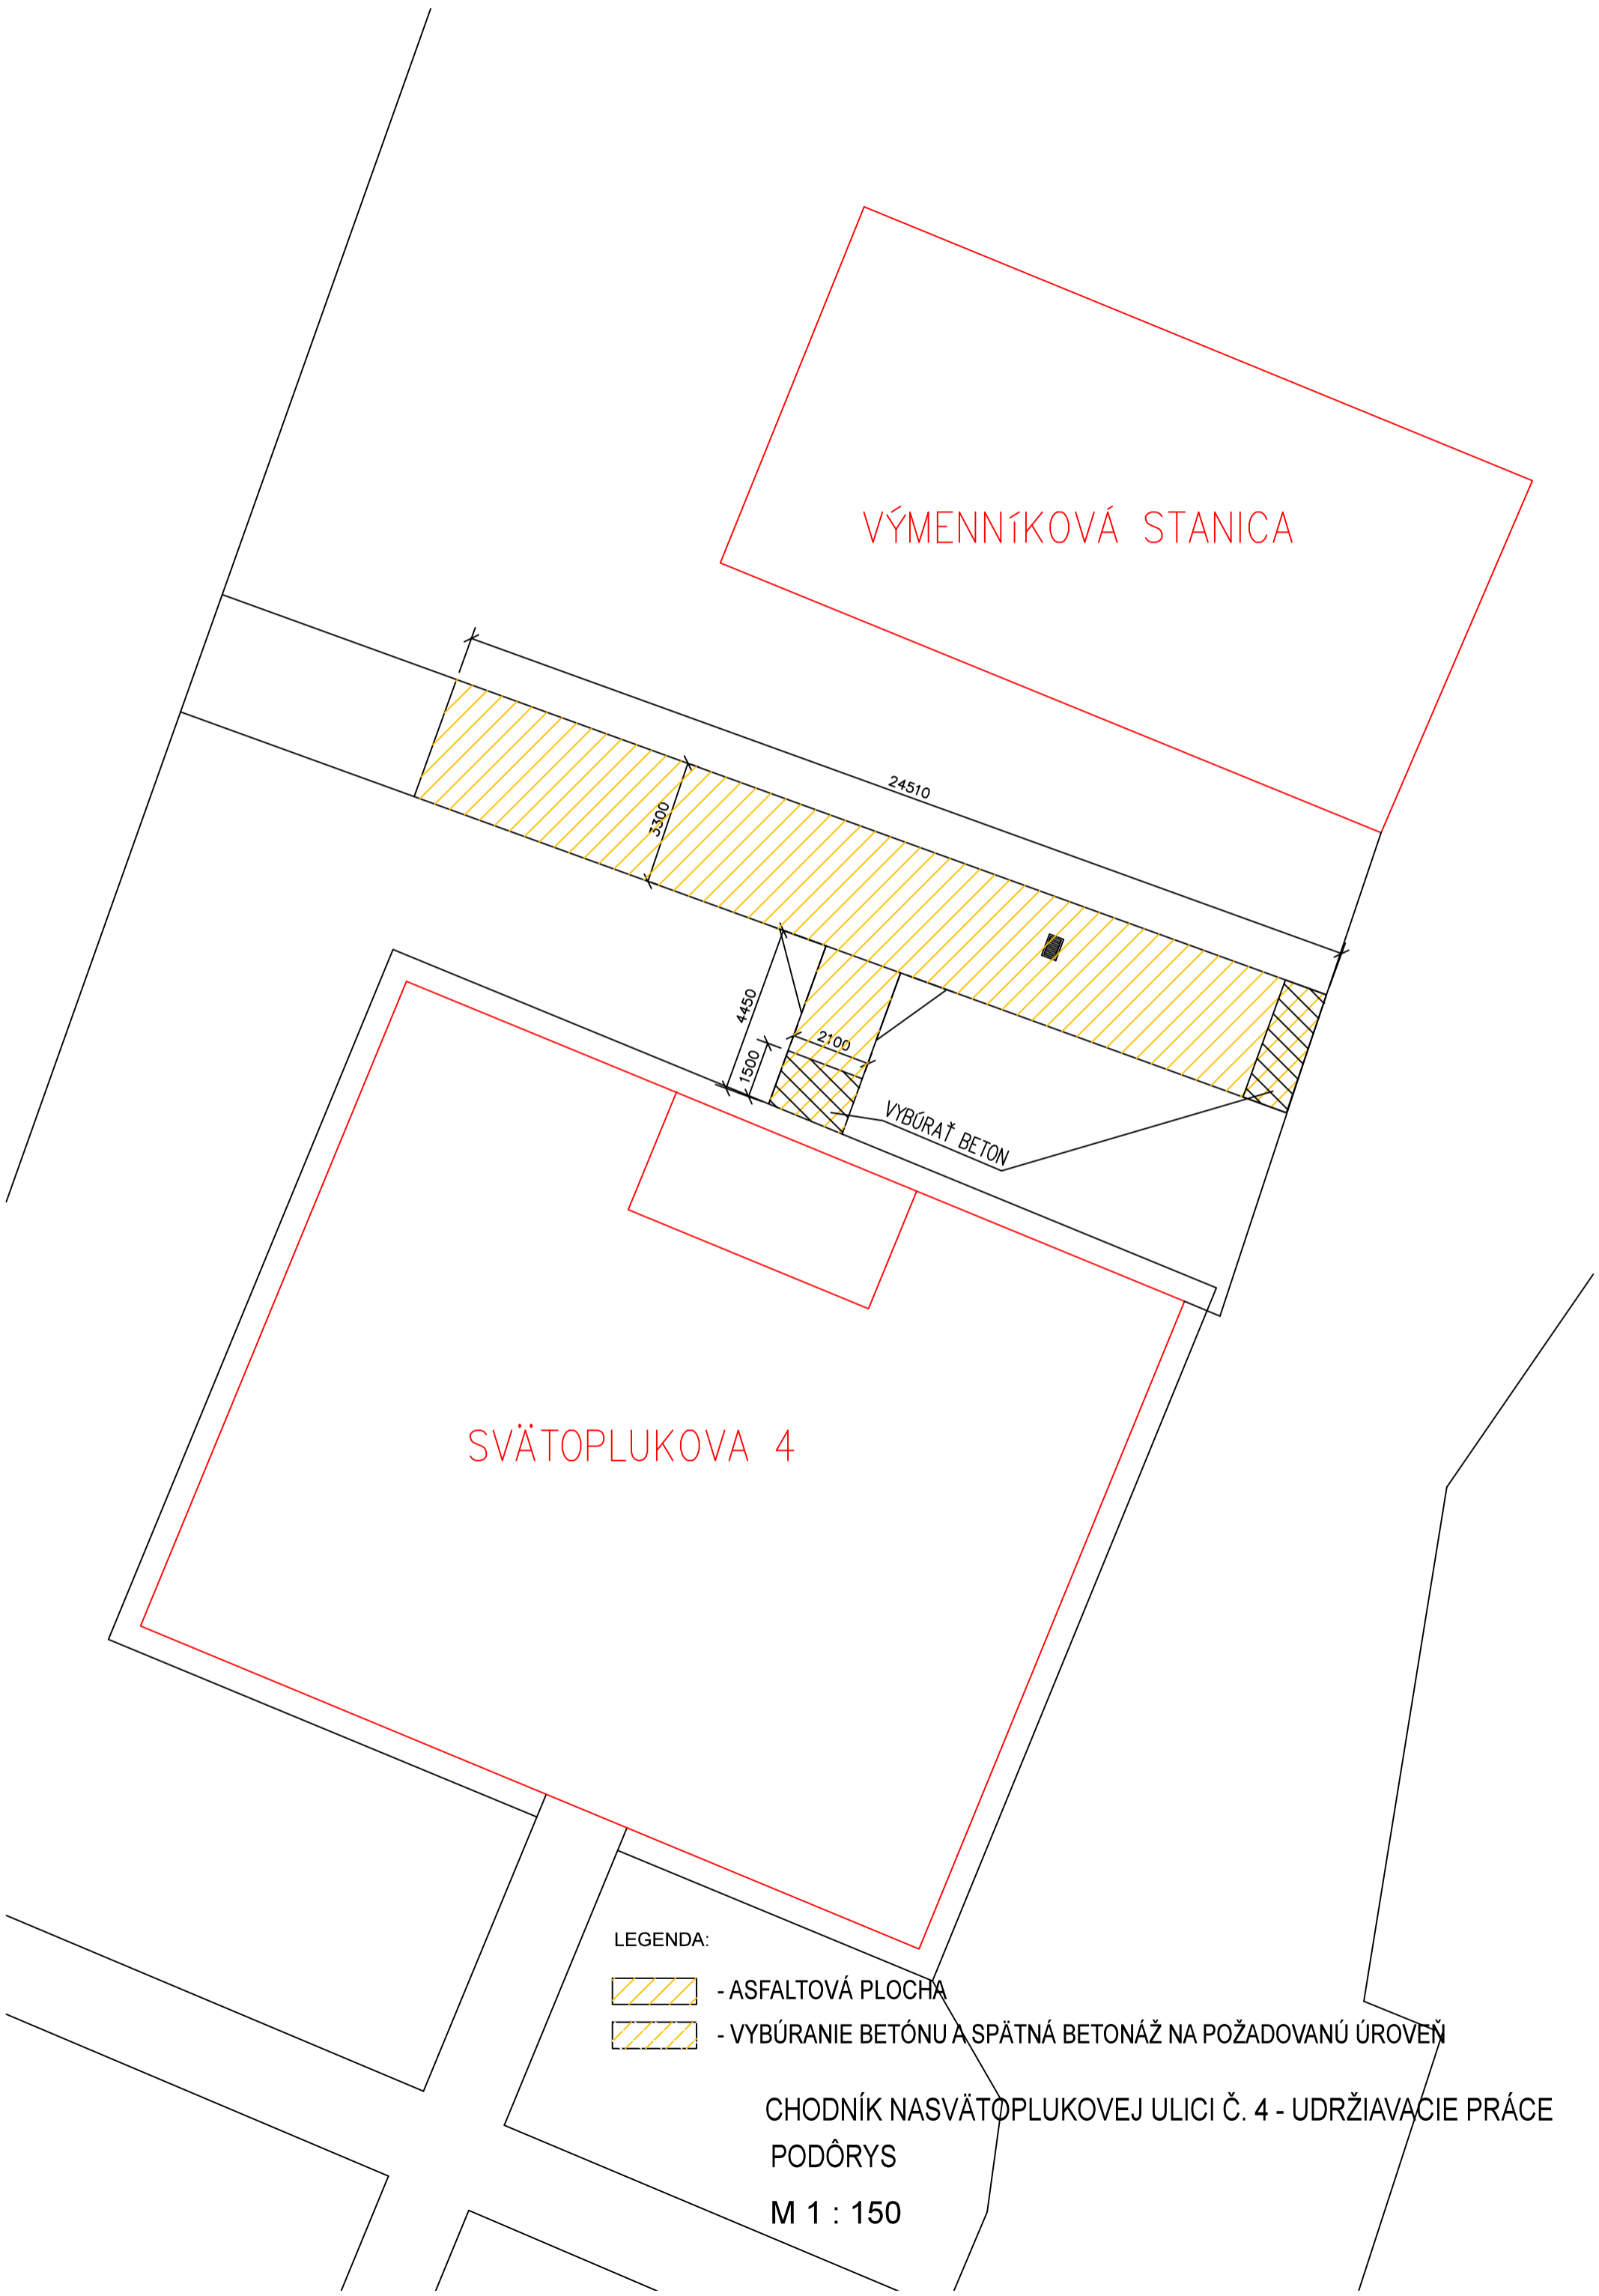 VÝMENNíKOVÁ STANICA
24510
3300
4450
2100
1500
VYBÚRAŤ BETON
SVÄTOPLUKOVA 4
LEGENDA:
- ASFALTOVÁ PLOCHA
- VYBÚRANIE BETÓNU A SPÄTNÁ BETONÁŽ NA POŽADOVANÚ ÚROVEŇ
CHODNÍK NASVÄTOPLUKOVEJ ULICI Č. 4 - UDRŽIAVACIE PRÁCE
PODÔRYS
M 1 : 150